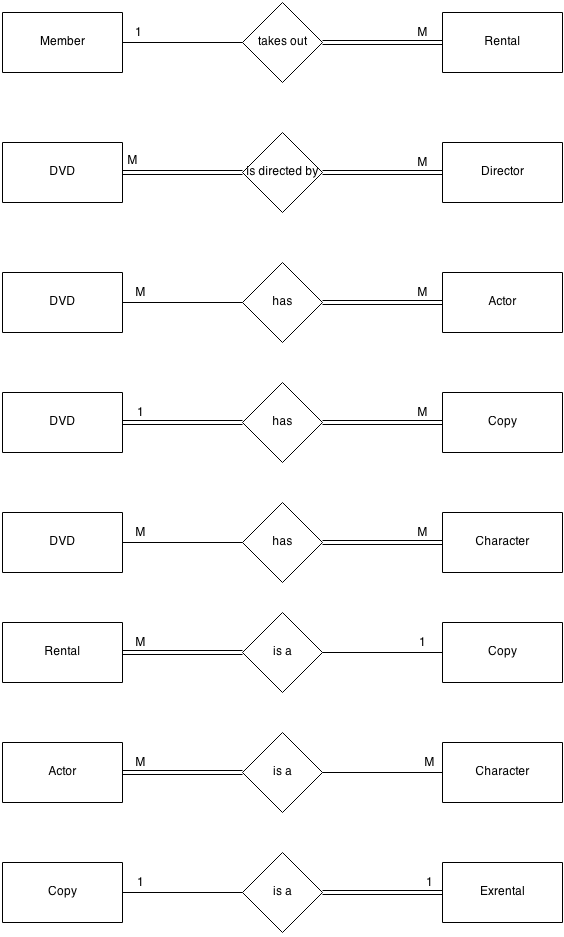 Member 1 takes out M Rental
DVD M is directed by M Director
DVD M has M Actor
DVD 1 has M Copy
DVD M has M Character
Rental M is a 1 Copy
Actor M is a M Character
Copy 1 is a 1 Exrental